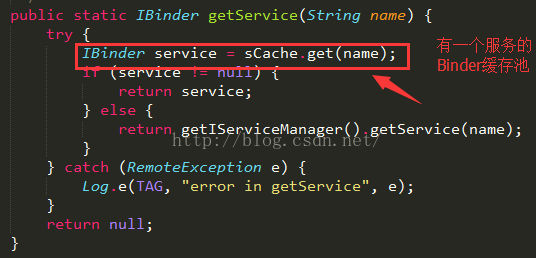 public static IBinder getService(String name) {
try {
IBinder service = sCache.get(name);
有一个服务的
Binder缓存池
if (service != null) {
return service;
} else {
return getIServiceManager().getService(name);
http://blog.csdn.net/
}
} catch (RemoteException e) {
Log.e(TAG, "error in getService", e);
}
return null;
}